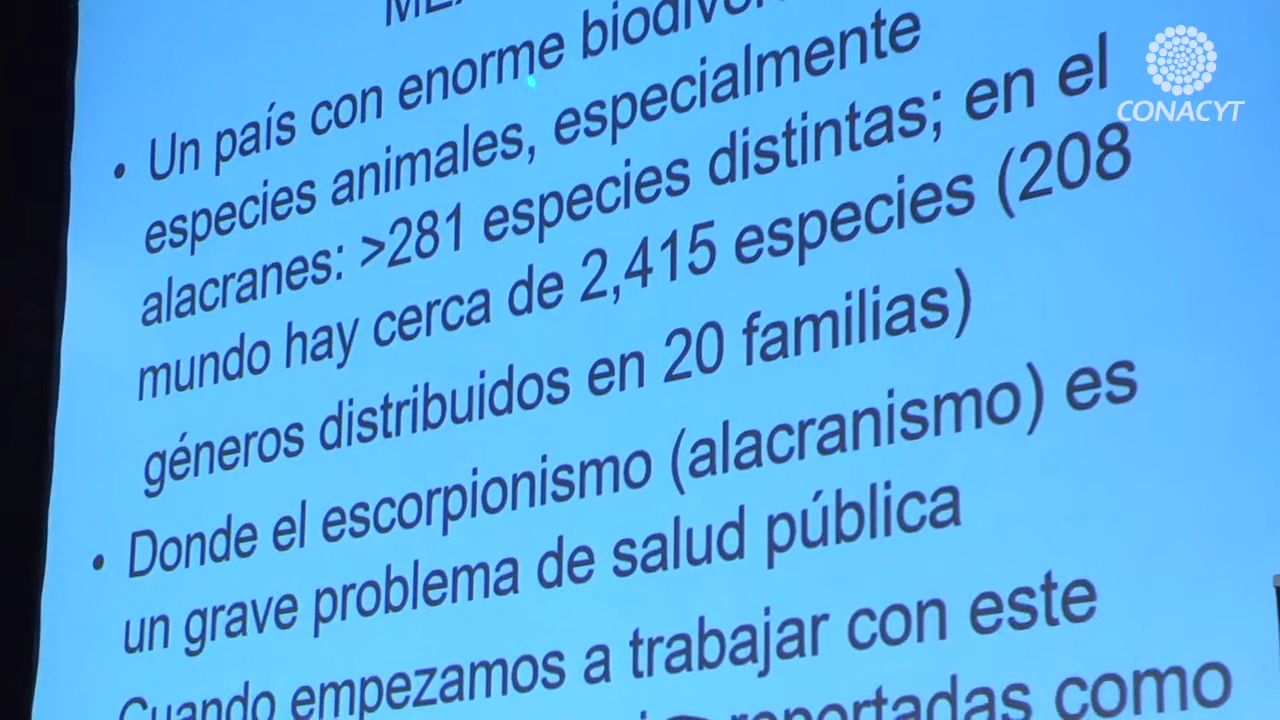 • Un país con enorme
especies animales, especialmente
alacranes: >281 especies distintas; en el
mundo hay cerca de 2,415 especies (208
géneros distribuidos en 20 familias)
• Donde el escorpionismo (alacranismo) es
un grave problema de salud pública
Cuando empezamos a trabajar con este
reportadas como
CONACYT